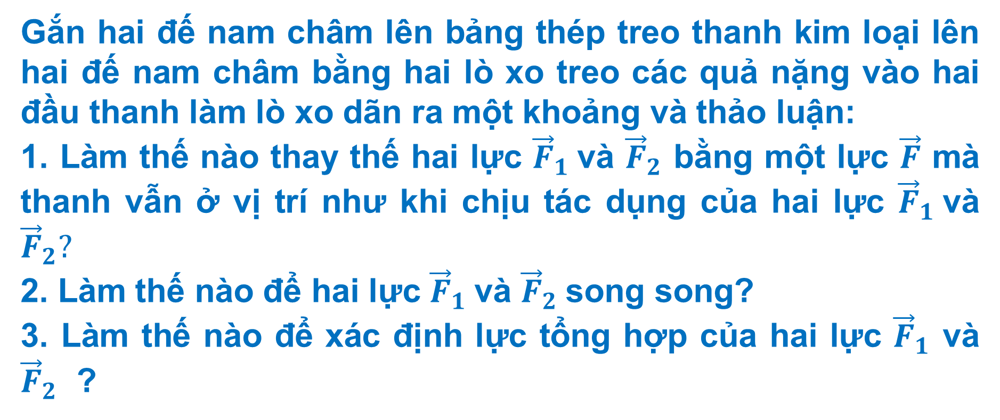 Gắn hai đế nam châm lên bảng thép treo thanh kim loại lên
hai đế nam châm bằng hai lò xo treo các quả nặng vào hai
đầu thanh làm lò xo dãn ra một khoảng và thảo luận:
1. Làm thế nào thay thế hai lực $\vec{F}_1$ và $\vec{F}_2$ bằng một lực $\vec{F}$ mà
thanh vẫn ở vị trí như khi chịu tác dụng của hai lực $\vec{F}_1$ và
$\vec{F}_2$?
2. Làm thế nào để hai lực $\vec{F}_1$ và $\vec{F}_2$ song song?
3. Làm thế nào để xác định lực tổng hợp của hai lực $\vec{F}_1$ và
$\vec{F}_2$ ?